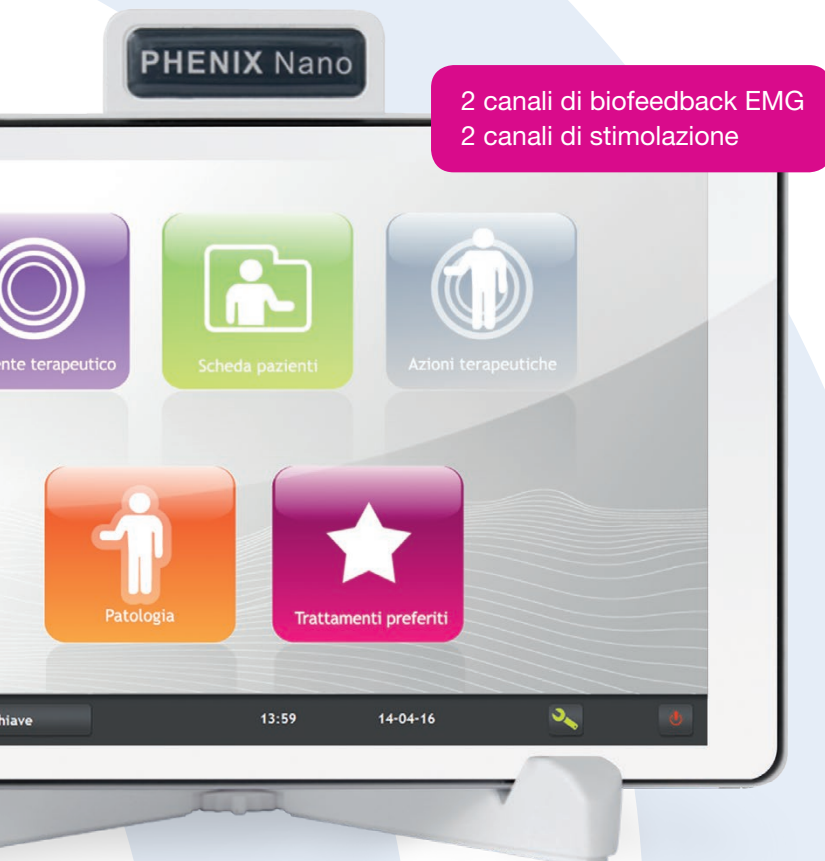 PHENIX Nano
2 canali di biofeedback EMG
2 canali di stimolazione
nte terapeutico
Scheda pazienti
Azioni terapeutiche
Patologia
Trattamenti preferiti
hiave
13:59
14-04-16